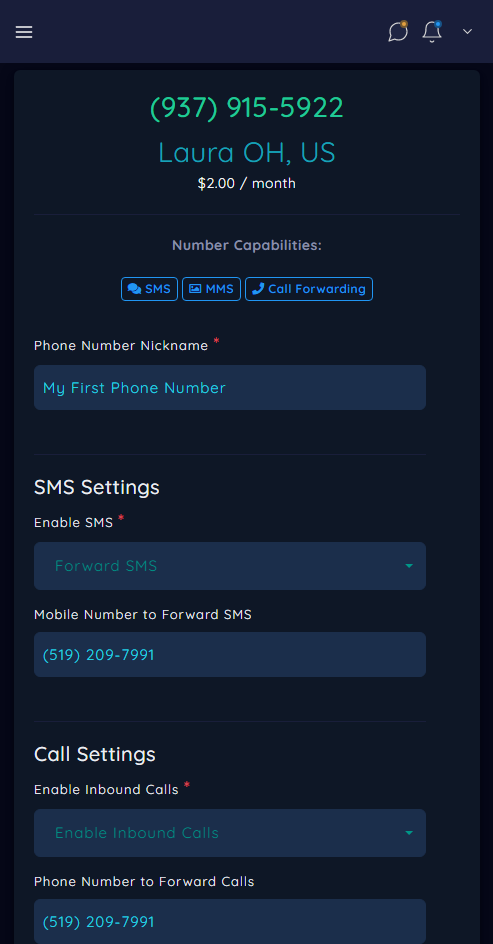 (937) 915-5922
Laura OH, US
$2.00 / month
Number Capabilities:
SMS MMS Call Forwarding
Phone Number Nickname *
My First Phone Number
SMS Settings
Enable SMS *
Forward SMS
Mobile Number to Forward SMS
(519) 209-7991
Call Settings
Enable Inbound Calls *
Enable Inbound Calls
Phone Number to Forward Calls
(519) 209-7991